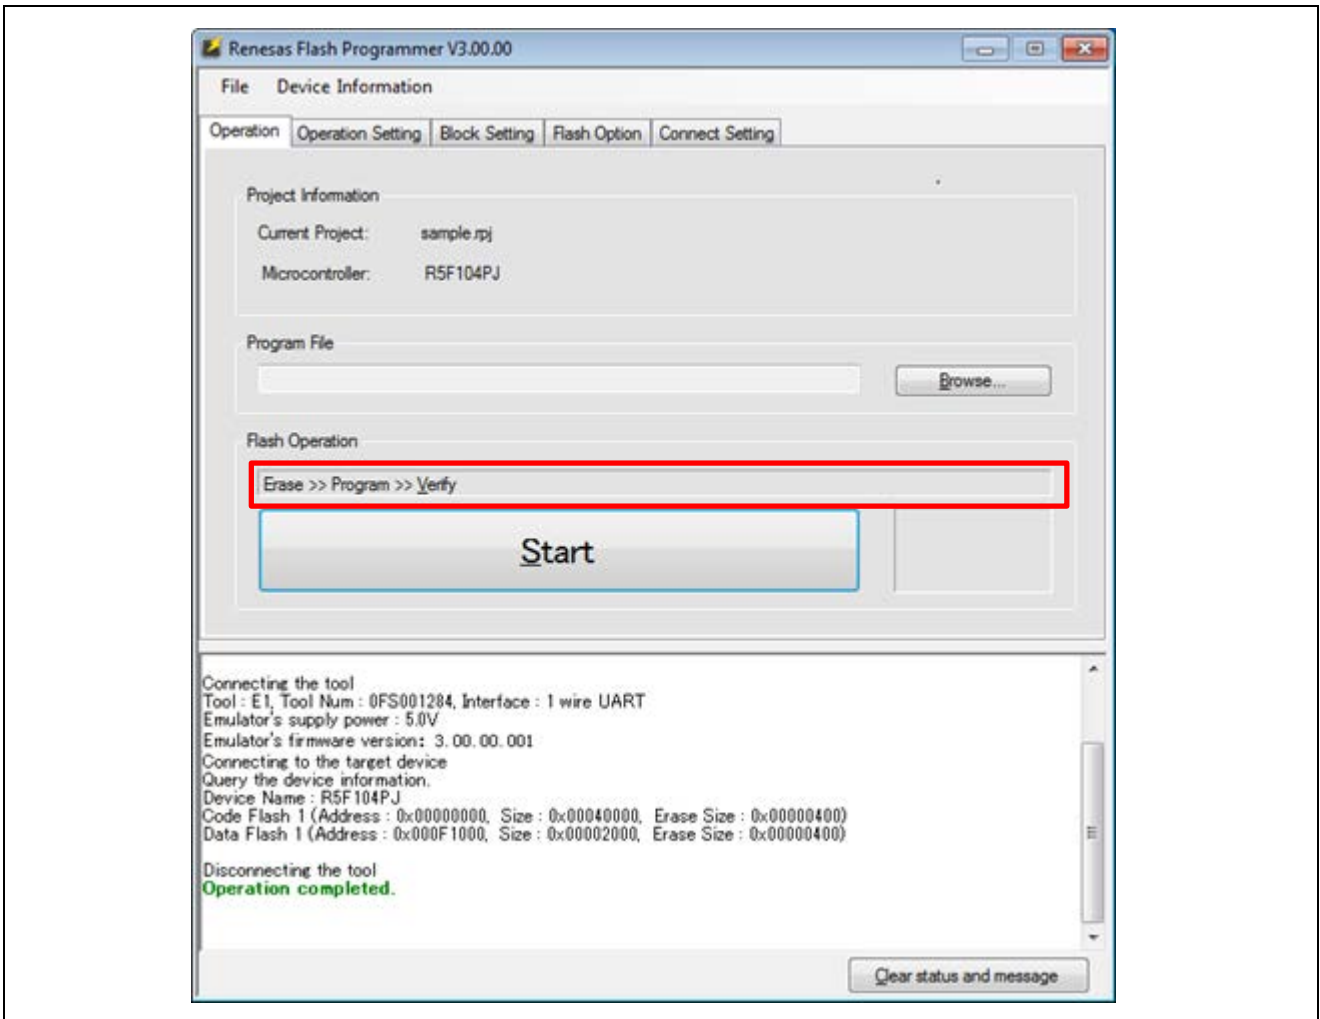 Renesas Flash Programmer V3.00.00
File Device Information
Operation Operation Setting Block Setting Flash Option Connect Setting
Project Information
Current Project: sample.rpj
Microcontroller: R5F104PJ
Program File
Browse...
Flash Operation
Erase >> Program >> Verify
Start
Connecting the tool
Tool : E1, Tool Num : 0FS001284, Interface : 1 wire UART
Emulator's supply power : 5.0V
Emulator's firmware version: 3.00.00.001
Connecting to the target device
Query the device information.
Device Name : R5F104PJ
Code Flash 1 (Address : 0x00000000, Size : 0x00040000, Erase Size : 0x00000400)
Data Flash 1 (Address : 0x000F1000, Size : 0x00002000, Erase Size : 0x00000400)
Disconnecting the tool
Operation completed.
Clear status and message